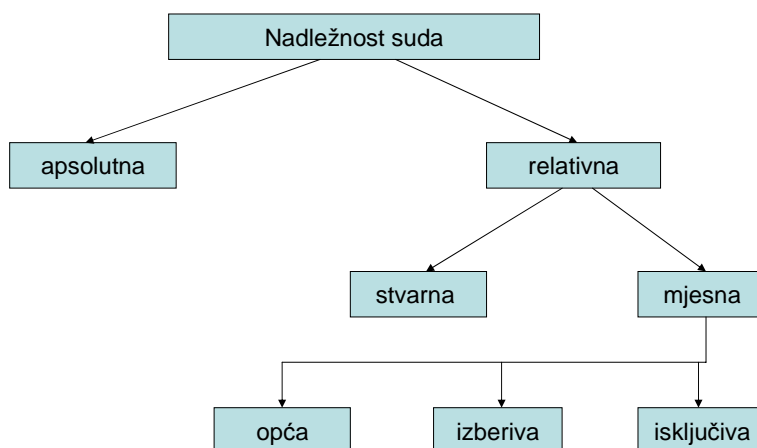 Nadležnost suda
apsolutna
relativna
stvarna
mjesna
opća
izberiva
isključiva